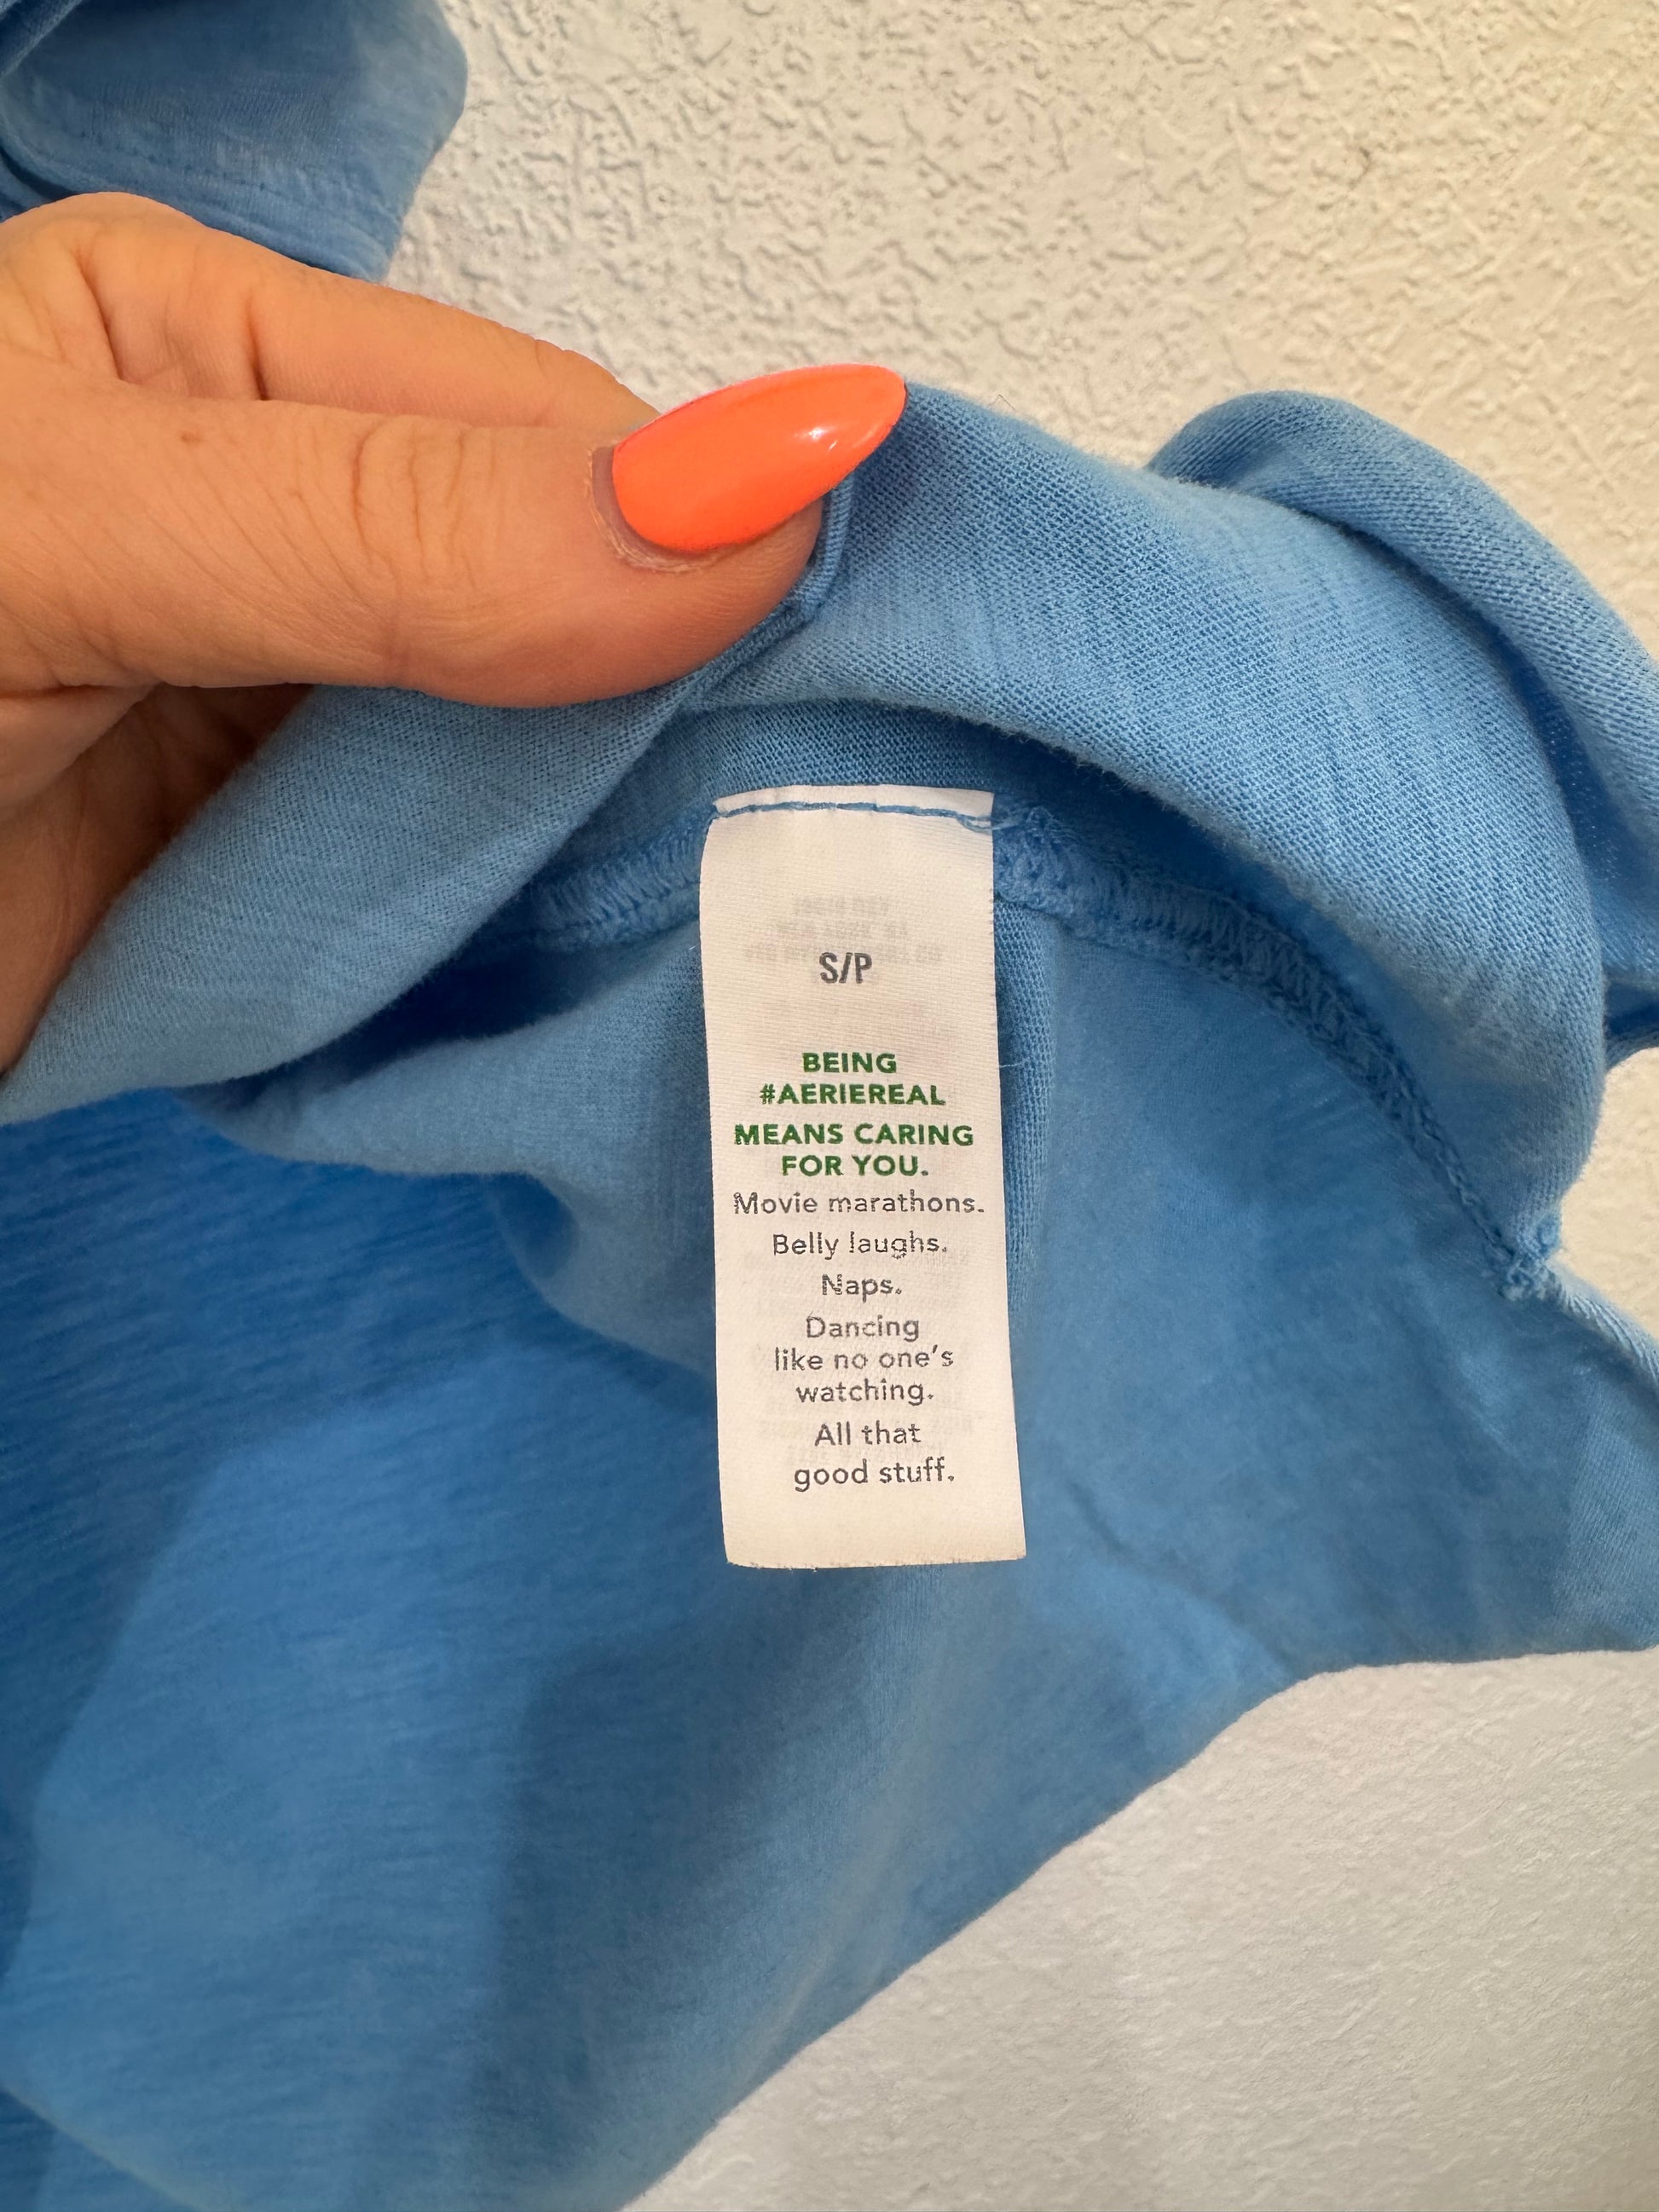 S/P
BEING
#AERIEREAL
MEANS CARING
FOR YOU.
Movie marathons.
Belly laughs.
Naps.
Dancing
like no one's
watching.
All that
good stuff.